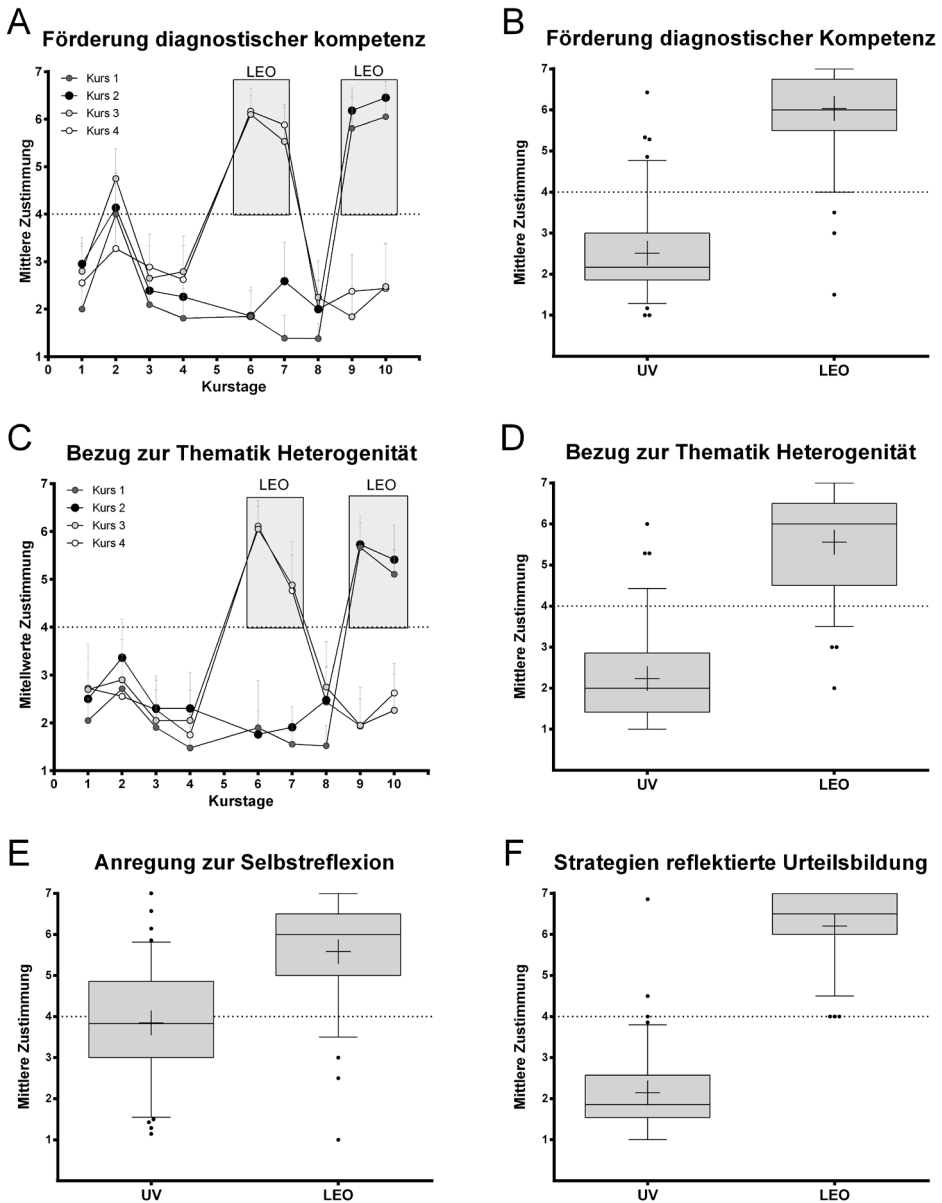 A
Förderung diagnostischer kompetenz
LEO
LEO
Kurs 1
Kurs 2
Kurs 3
Kurs 4
Mittlere Zustimmung
7
6
5
4
3
2
1
0 1 2 3 4 5 6 7 8 9 10
Kurstage
B
Förderung diagnostischer Kompetenz
Mittlere Zustimmung
7
6
5
4
3
2
1
UV LEO
C
Bezug zur Thematik Heterogenität
LEO
LEO
Kurs 1
Kurs 2
Kurs 3
Kurs 4
Mitellwerte Zustimmung
7
6
5
4
3
2
1
0 1 2 3 4 5 6 7 8 9 10
Kurstage
D
Bezug zur Thematik Heterogenität
Mittlere Zustimmung
7
6
5
4
3
2
1
UV LEO
E
Anregung zur Selbstreflexion
Mittlere Zustimmung
7
6
5
4
3
2
1
UV LEO
F
Strategien reflektierte Urteilsbildung
Mittlere Zustimmung
7
6
5
4
3
2
1
UV LEO